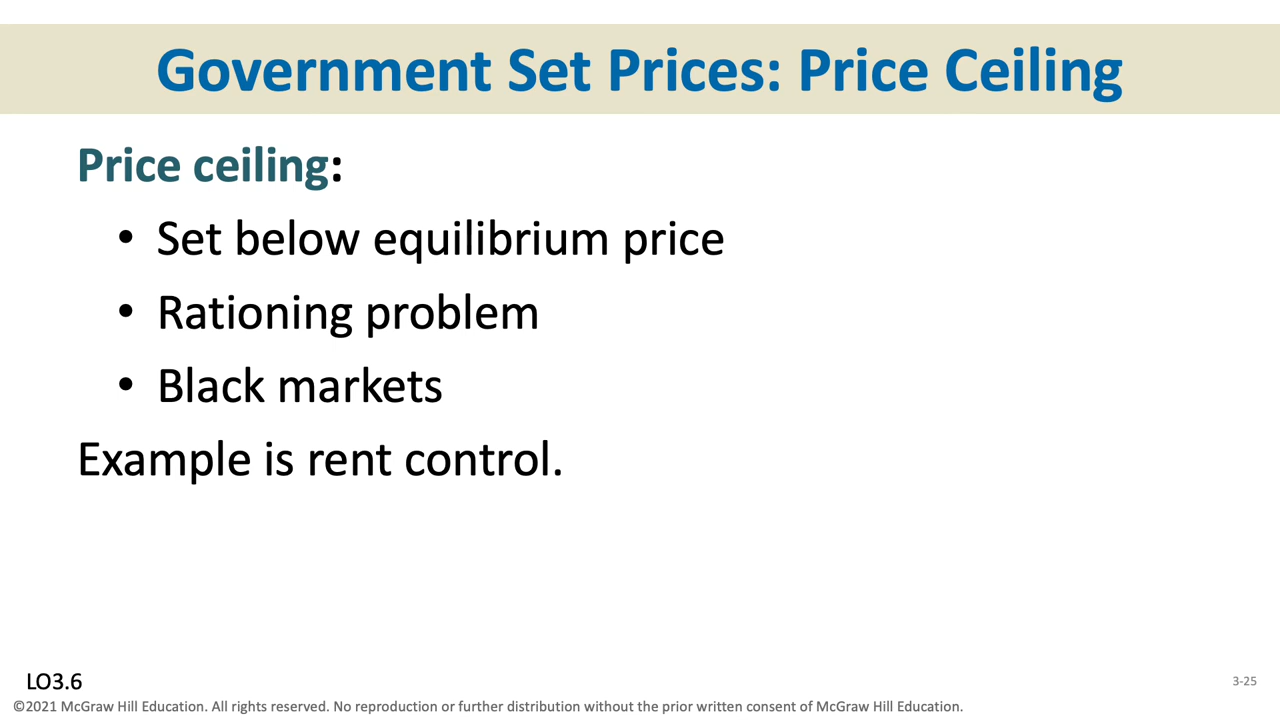 Government Set Prices: Price Ceiling
Price ceiling:
• Set below equilibrium price
• Rationing problem
• Black markets
Example is rent control.
LO3.6
3-25
©2021 McGraw Hill Education. All rights reserved. No reproduction or further distribution without the prior written consent of McGraw Hill Education.